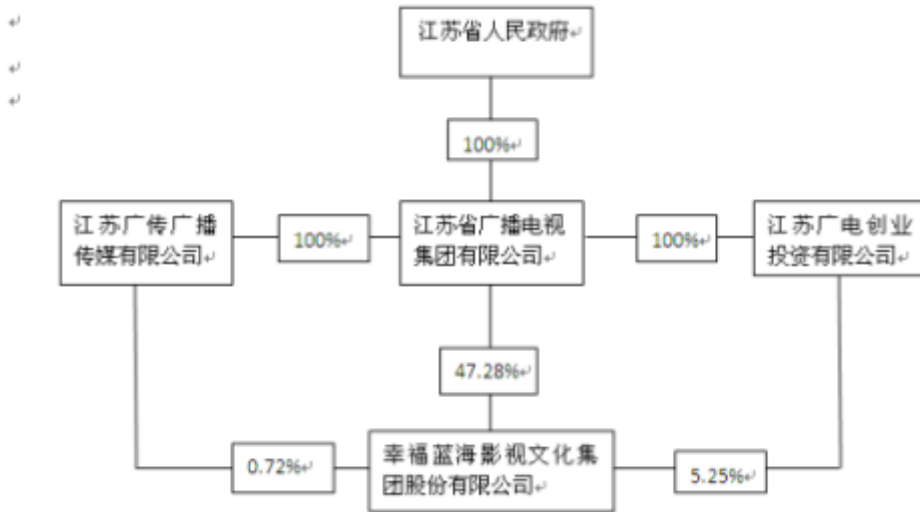 江苏省人民政府
100%
江苏广传广播
传媒有限公司
100%
江苏省广播电视
集团有限公司
100%
江苏广电创业
投资有限公司
47.28%
0.72%
幸福蓝海影视文化集
团股份有限公司
5.25%